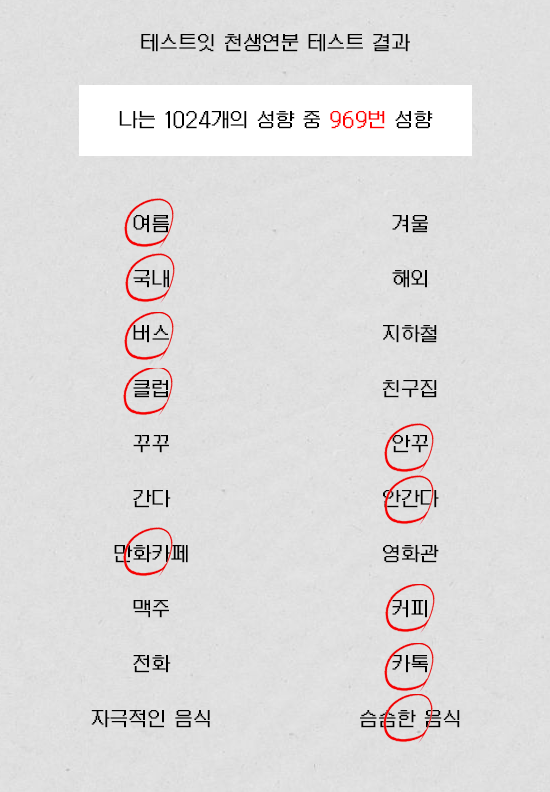 테스트잇 천생연분 테스트 결과
나는 1024개의 성향 중 969번 성향
여름 겨울
국내 해외
버스 지하철
클럽 친구집
꾸꾸 안꾸
간다 안간다
만화카페 영화관
맥주 커피
전화 카톡
자극적인 음식 슴슴한 음식